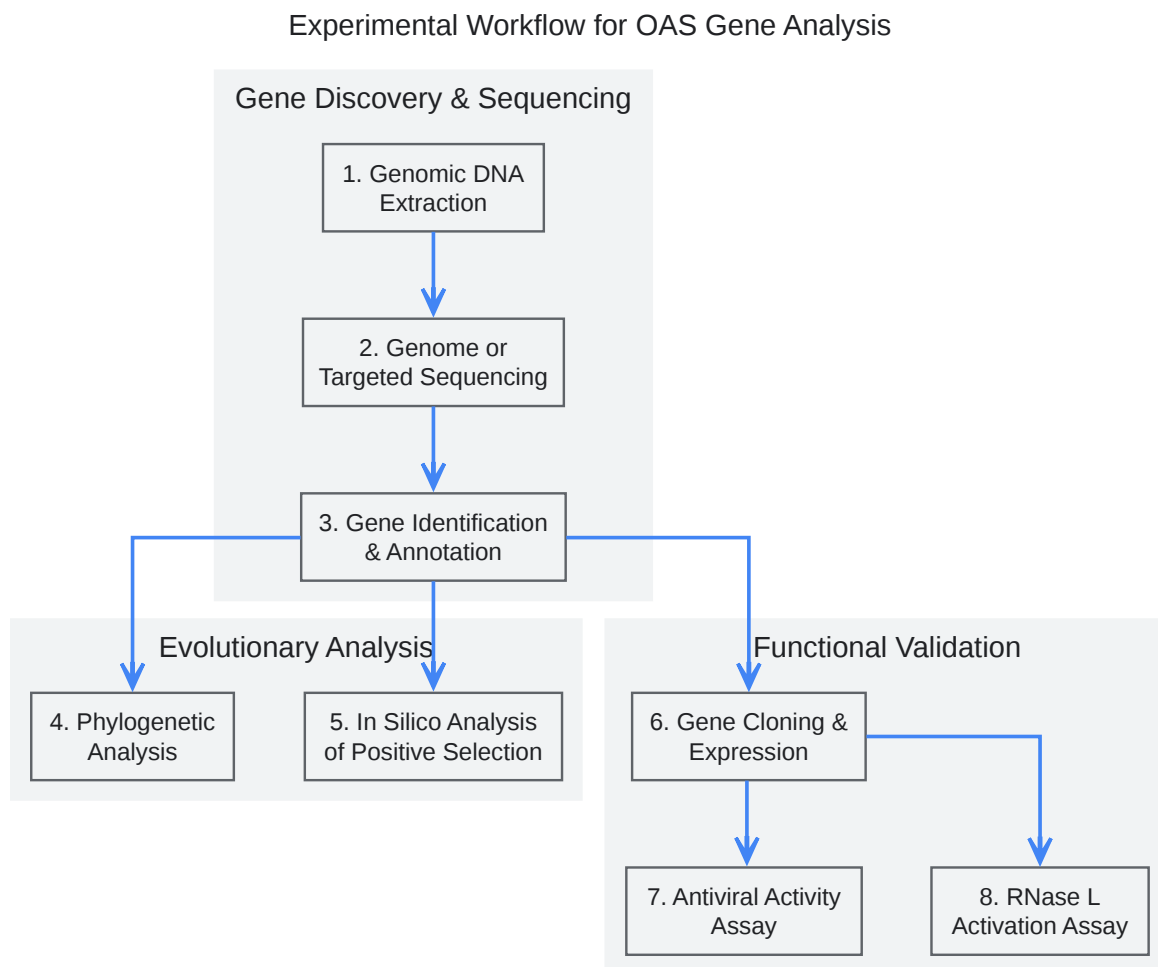 Experimental Workflow for OAS Gene Analysis
Gene Discovery & Sequencing
1. Genomic DNA
Extraction
2. Genome or
Targeted Sequencing
3. Gene Identification
& Annotation
Evolutionary Analysis
4. Phylogenetic
Analysis
5. In Silico Analysis
of Positive Selection
Functional Validation
6. Gene Cloning &
Expression
7. Antiviral Activity
Assay
8. RNase L
Activation Assay